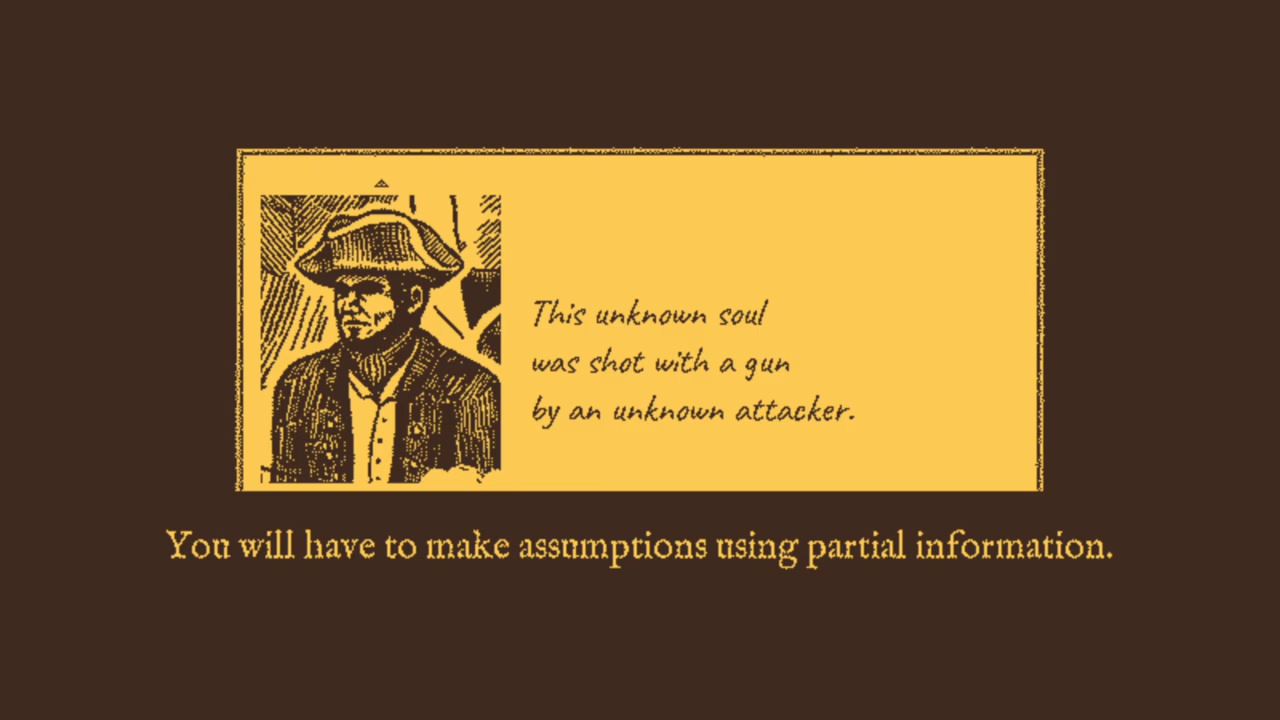 This unknown soul
was shot with a gun
by an unknown attacker.
You will have to make assumptions using partial information.